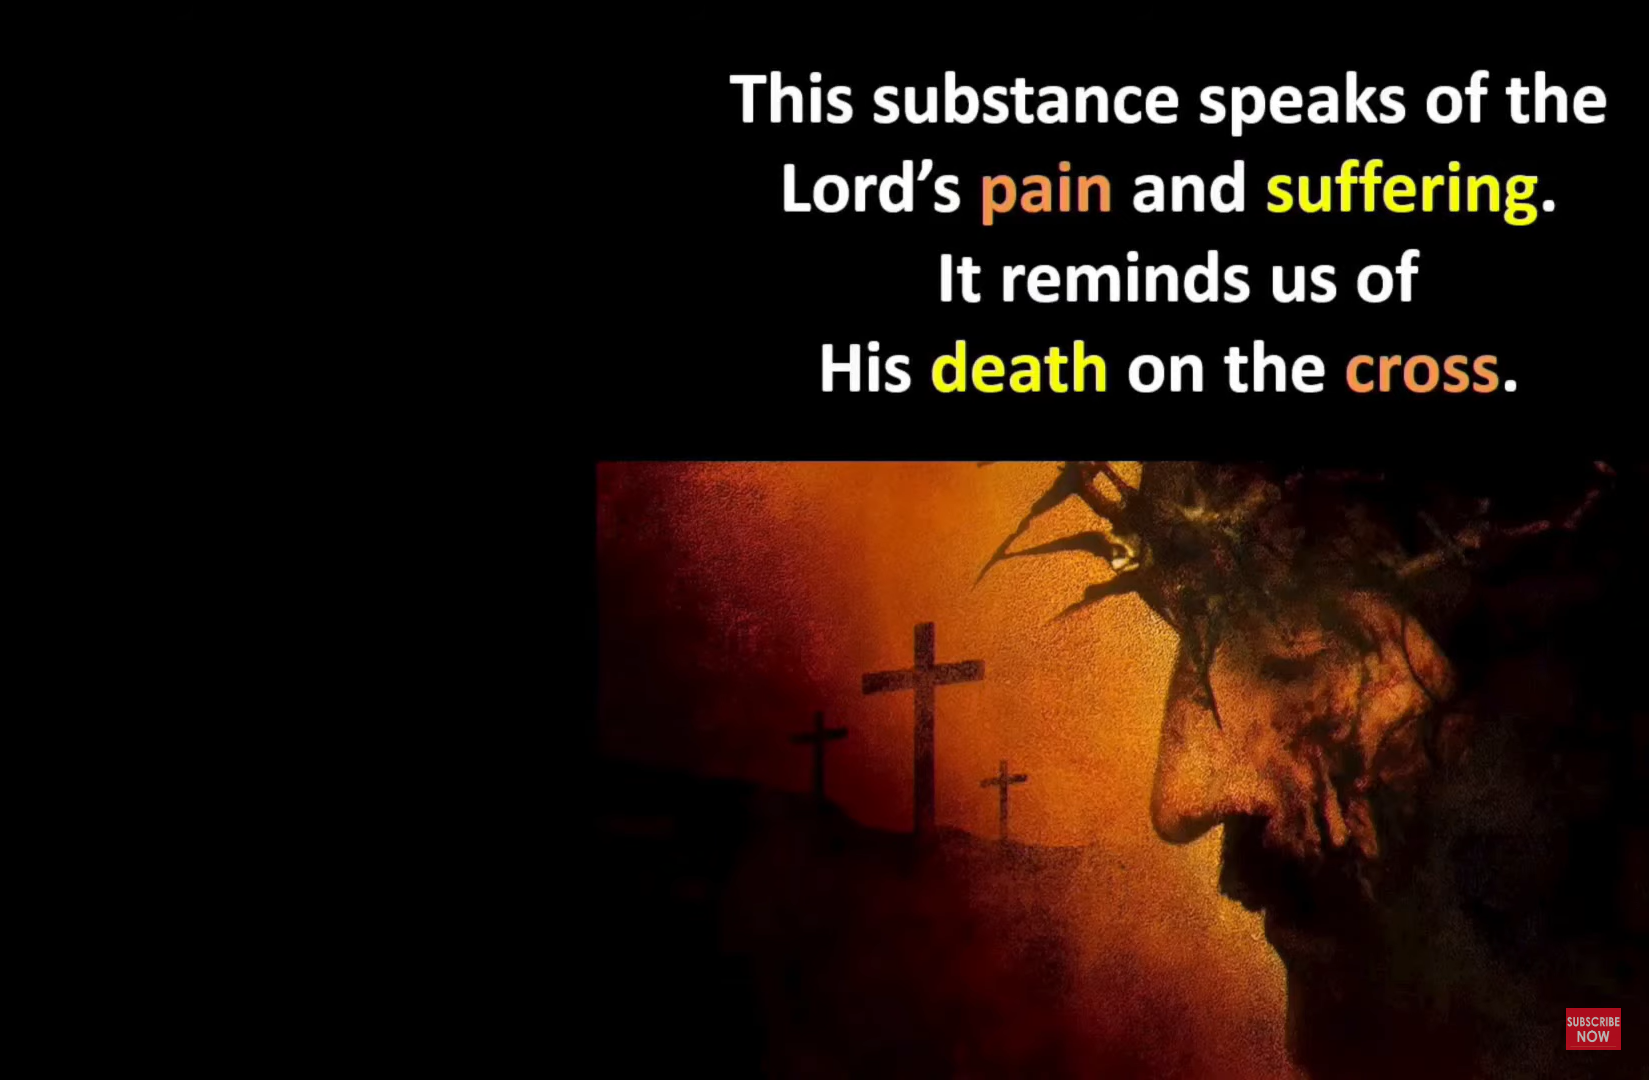 This substance speaks of the
Lord’s pain and suffering.
It reminds us of
His death on the cross.
SUBSCRIBE
NOW